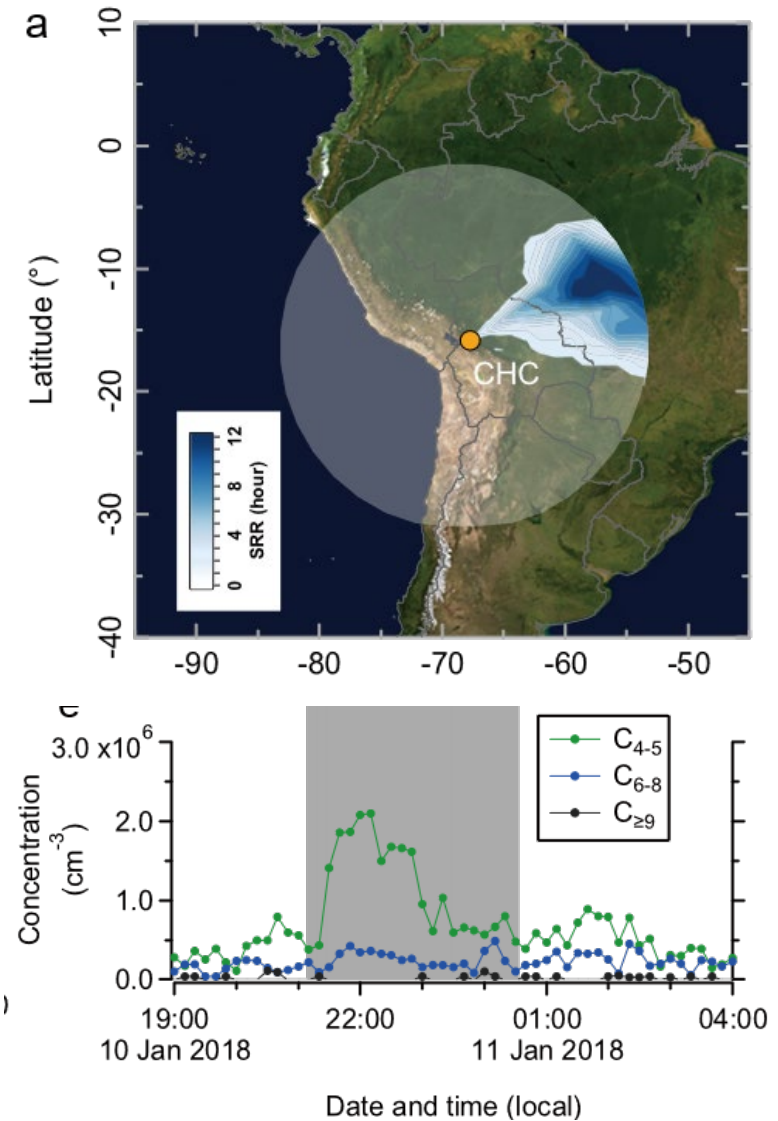 a
10
0
-10
-20
-30
-40
Latitude (°)
CHC
12
8
4
0
SRR (hour)
-90 -80 -70 -60 -50
3.0 x10⁶
2.0
1.0
0.0
Concentration
(cm⁻³)
C₄₋₅
C₆₋₈
C≥₉
19:00 22:00 01:00 04:00
10 Jan 2018 11 Jan 2018
Date and time (local)